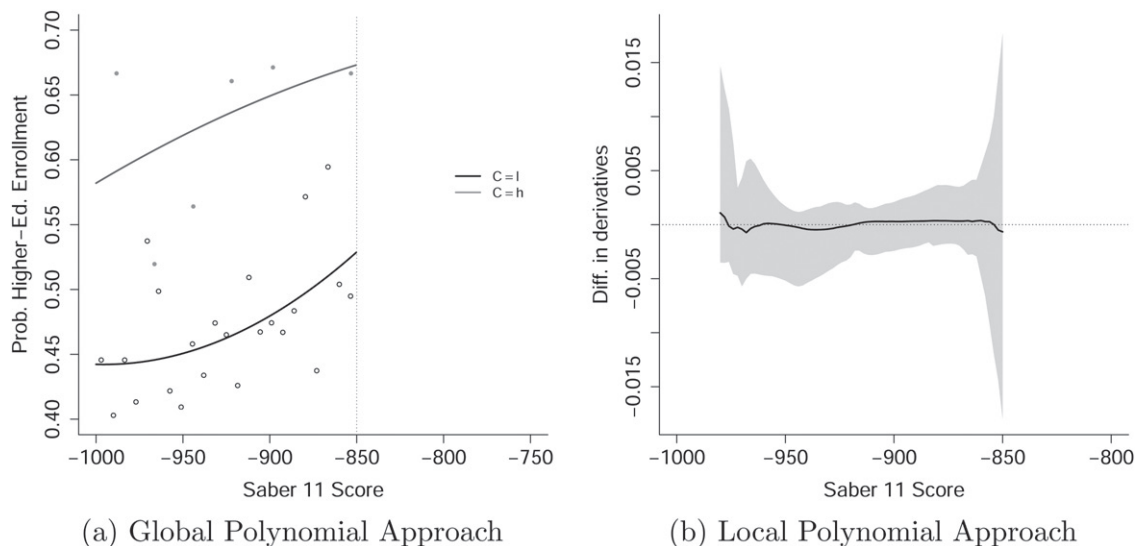 Prob. Higher−Ed. Enrollment
0.70
0.65
0.60
0.55
0.50
0.45
0.40
C = l
C = h
−1000
−950
−900
−850
−800
−750
Saber 11 Score
(a) Global Polynomial Approach
Diff. in derivatives
0.015
0.005
−0.005
−0.015
−1000
−950
−900
−850
−800
Saber 11 Score
(b) Local Polynomial Approach